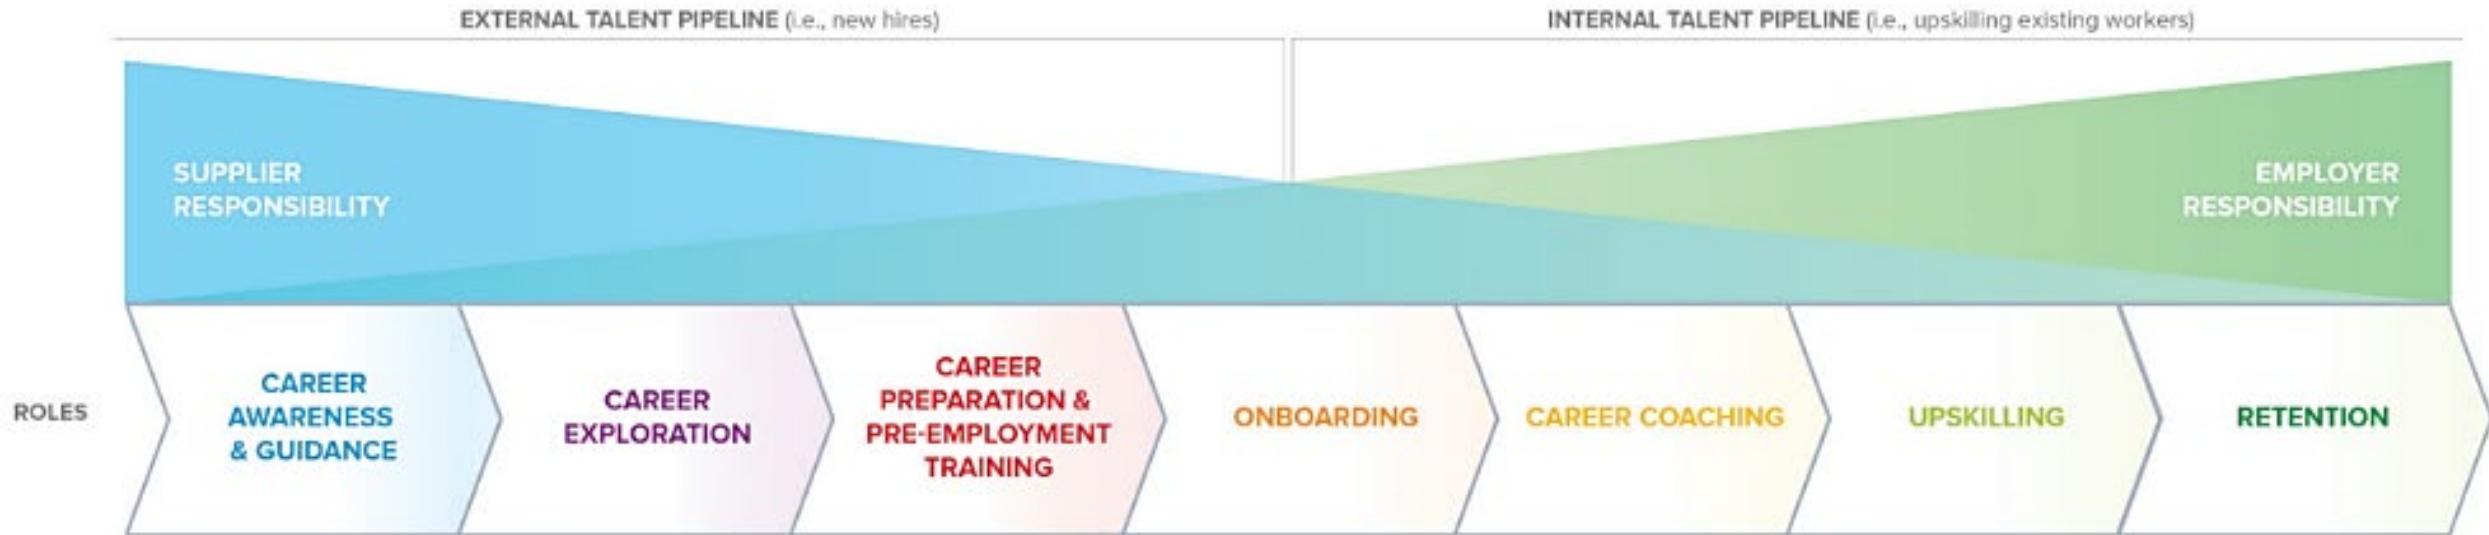 EXTERNAL TALENT PIPELINE (i.e., new hires)
INTERNAL TALENT PIPELINE (i.e., upskilling existing workers)
SUPPLIER
RESPONSIBILITY
EMPLOYER
RESPONSIBILITY
ROLES
CAREER
AWARENESS
& GUIDANCE
CAREER
EXPLORATION
CAREER
PREPARATION &
PRE-EMPLOYMENT
TRAINING
ONBOARDING
CAREER COACHING
UPSKILLING
RETENTION